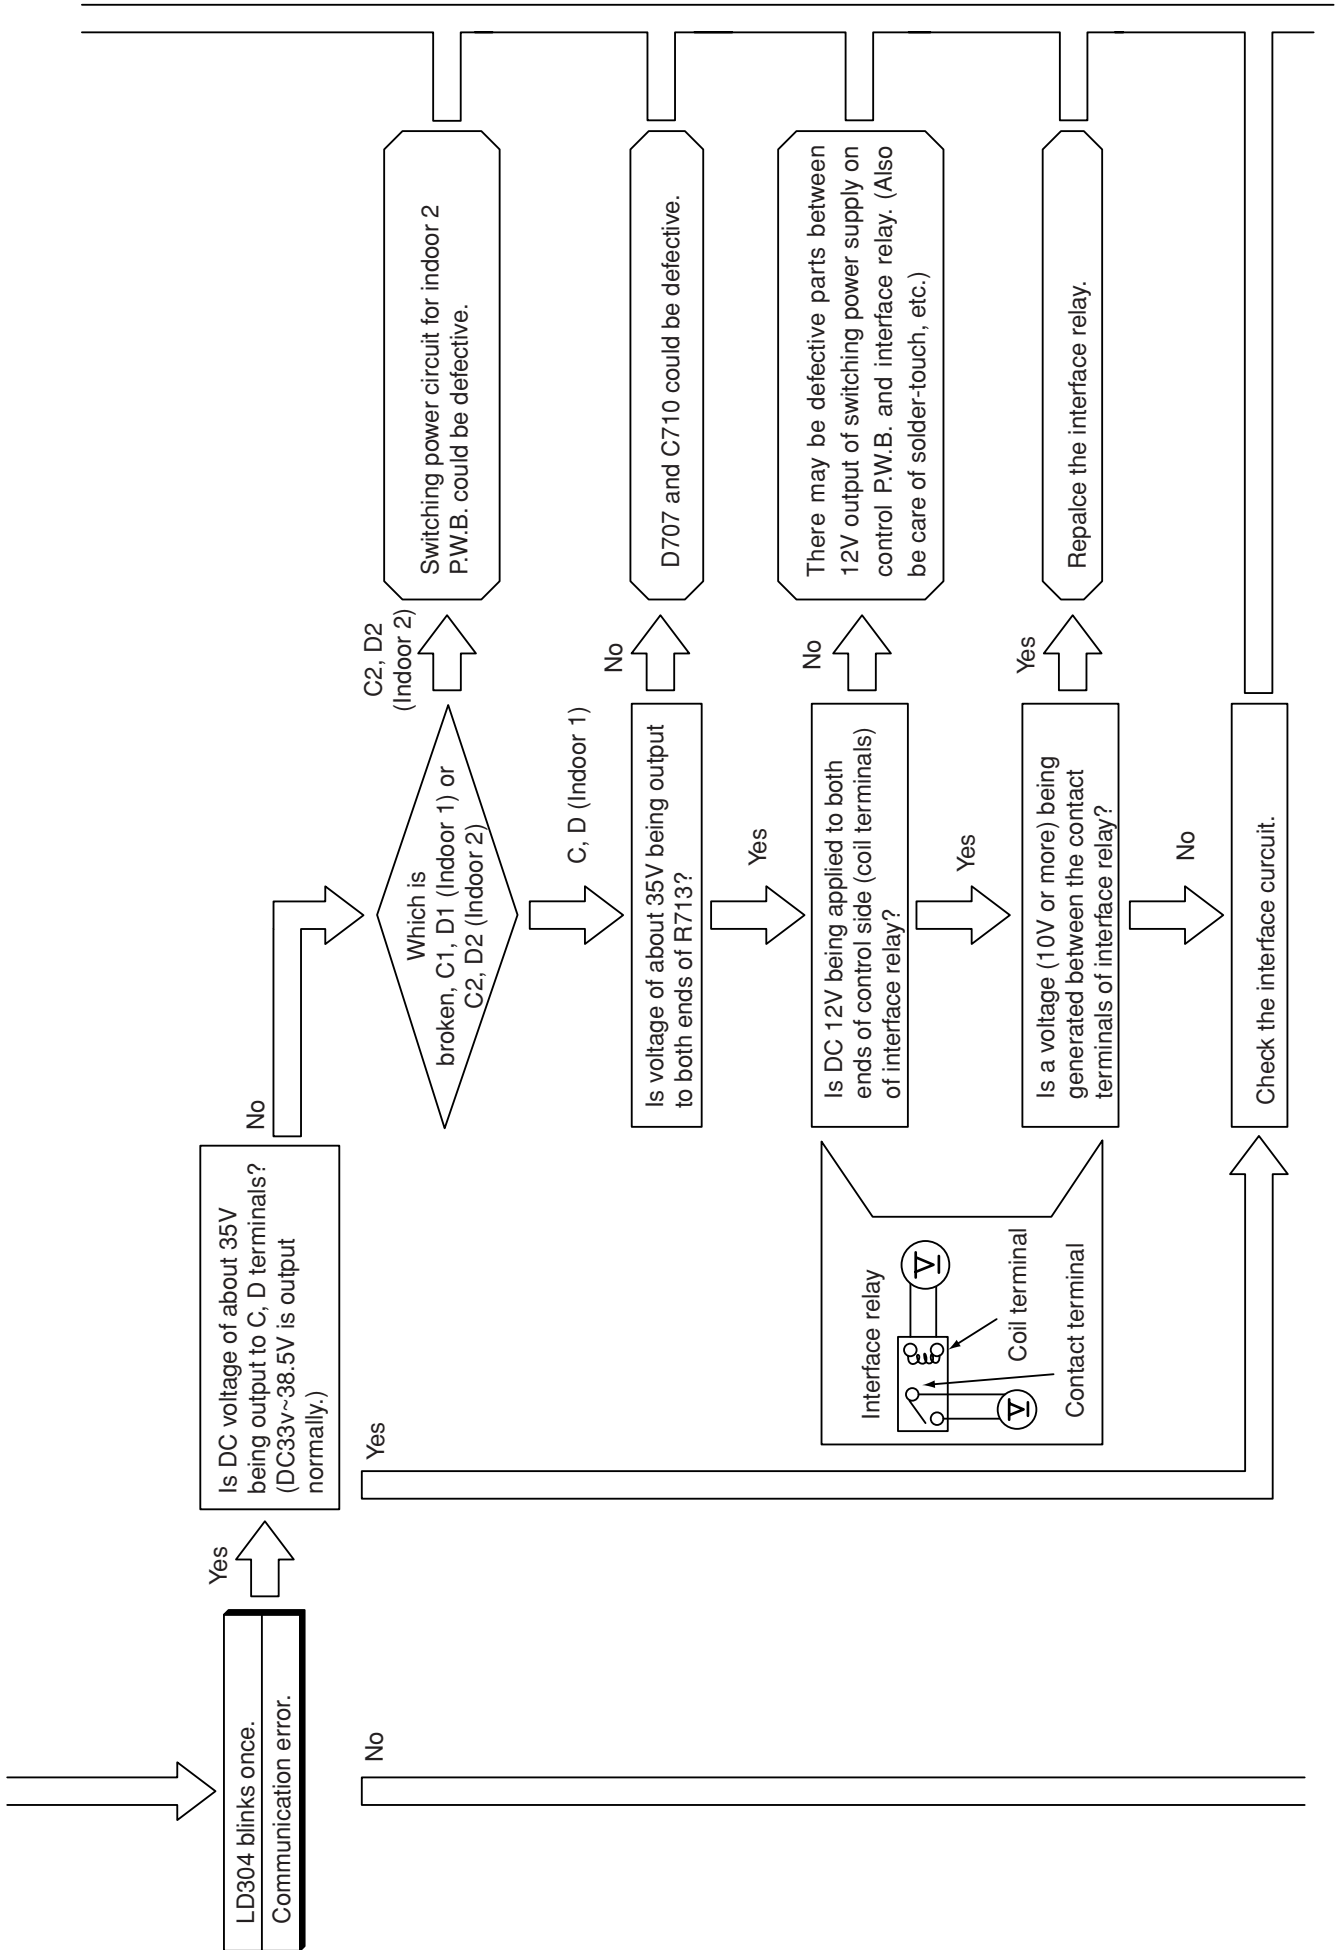 LD304 blinks once.
Communication error.
Yes
No
Is DC voltage of about 35V
being output to C, D terminals?
(DC33v~38.5V is output
normally.)
Yes
No
Which is
broken, C1, D1 (Indoor 1) or
C2, D2 (Indoor 2)
C2, D2
(Indoor 2)
Switching power circuit for indoor 2
P.W.B. could be defective.
C, D (Indoor 1)
Is voltage of about 35V being output
to both ends of R713?
No
D707 and C710 could be defective.
Yes
Is DC 12V being applied to both
ends of control side (coil terminals)
of interface relay?
No
There may be defective parts between
12V output of switching power supply on
control P.W.B. and interface relay. (Also
be care of solder-touch, etc.)
Yes
Is a voltage (10V or more) being
generated between the contact
terminals of interface relay?
Yes
Repalce the interface relay.
No
Check the interface curcuit.
Interface relay
V
V
Coil terminal
Contact terminal